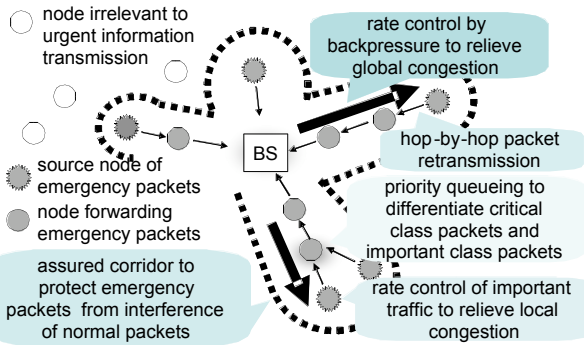 node irrelevant to
urgent information
transmission
rate control by
backpressure to relieve
global congestion
BS
hop-by-hop packet
retransmission
source node of
emergency packets
node forwarding
emergency packets
priority queueing to
differentiate critical
class packets and
important class packets
assured corridor to
protect emergency
packets from interference
of normal packets
rate control of important
traffic to relieve local
congestion